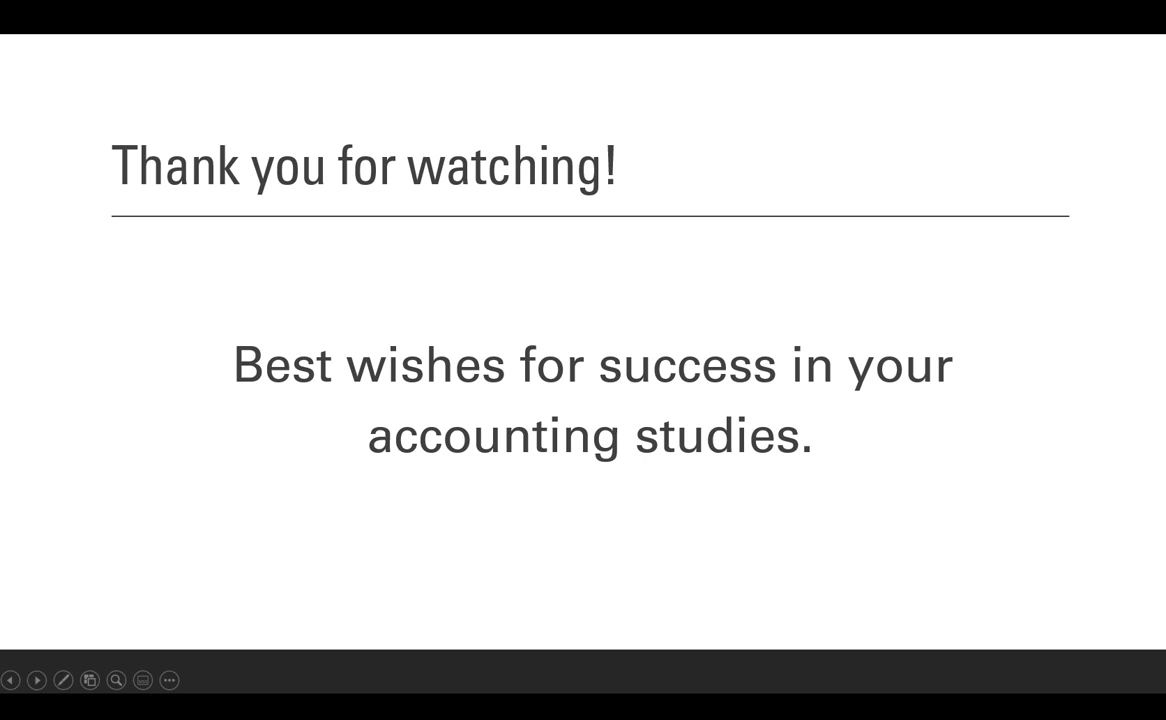 Thank you for watching!
Best wishes for success in your
accounting studies.